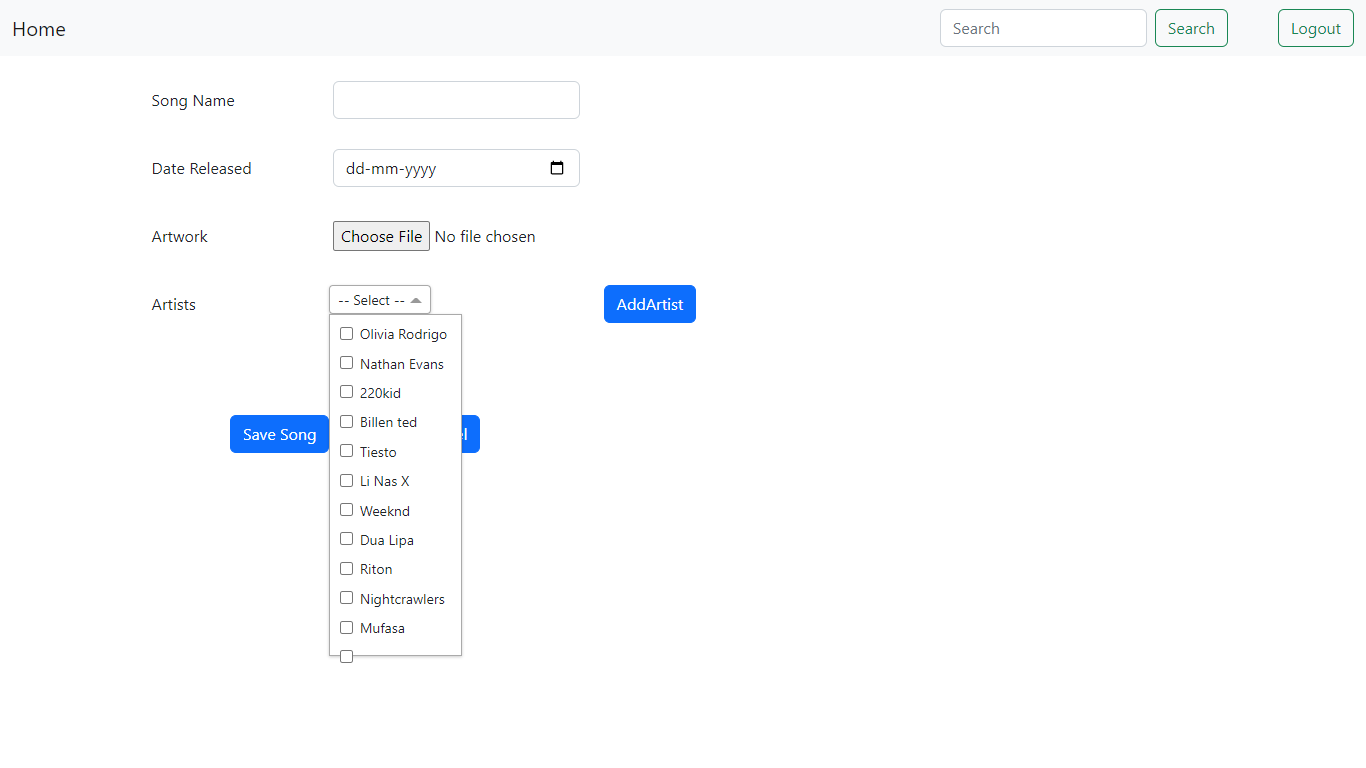 Home Search Search Logout
Song Name
Date Released dd-mm-yyyy
Artwork Choose File No file chosen
Artists -- Select -- AddArtist
Olivia Rodrigo
Nathan Evans
220kid
Billen ted
Save Song
Tiesto
Li Nas X
Weeknd
Dua Lipa
Riton
Nightcrawlers
Mufasa